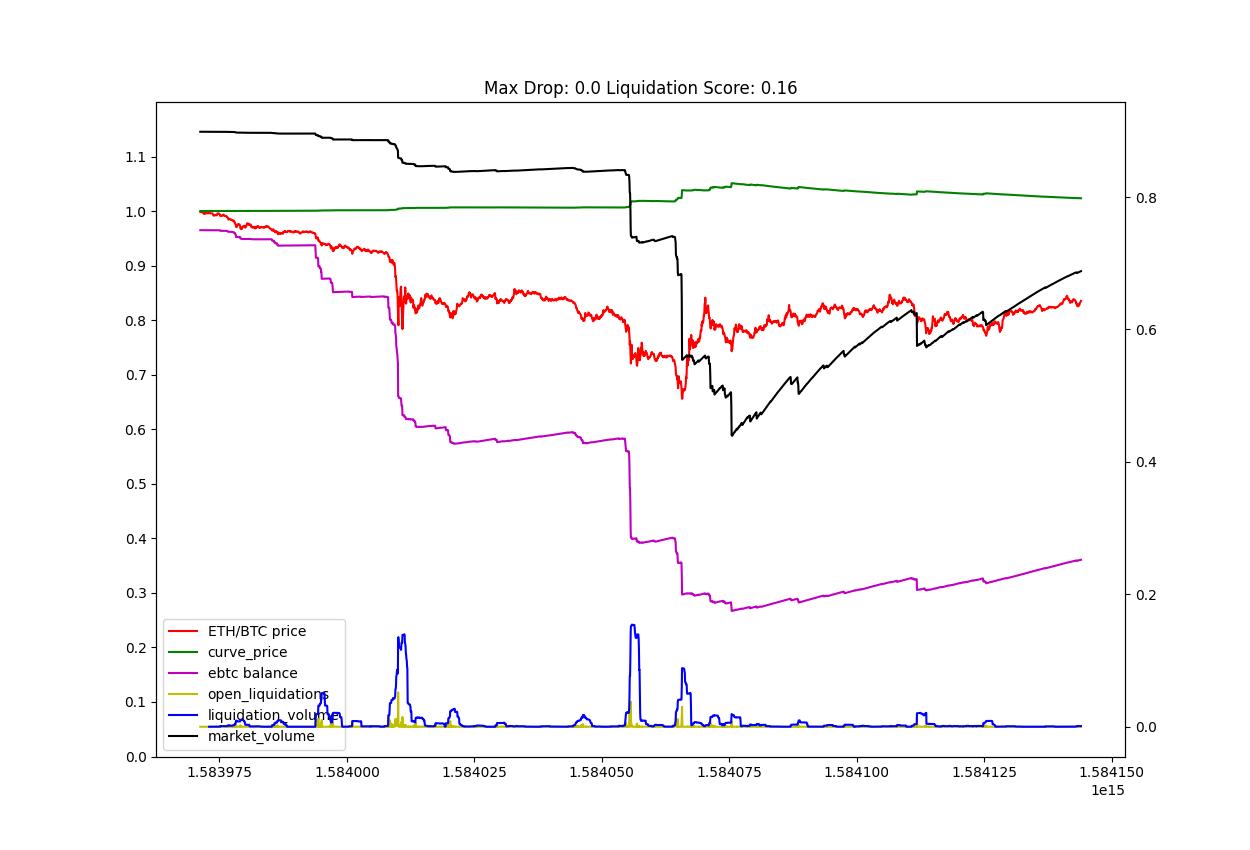 Max Drop: 0.0 Liquidation Score: 0.16
1.1
1.0
0.9
0.8
0.7
0.6
0.5
0.4
0.3
0.2
0.1
0.0
0.8
0.6
0.4
0.2
0.0
ETH/BTC price
curve_price
ebtc balance
open_liquidations
liquidation_volume
market_volume
1.583975 1.584000 1.584025 1.584050 1.584075 1.584100 1.584125 1.584150
1e15